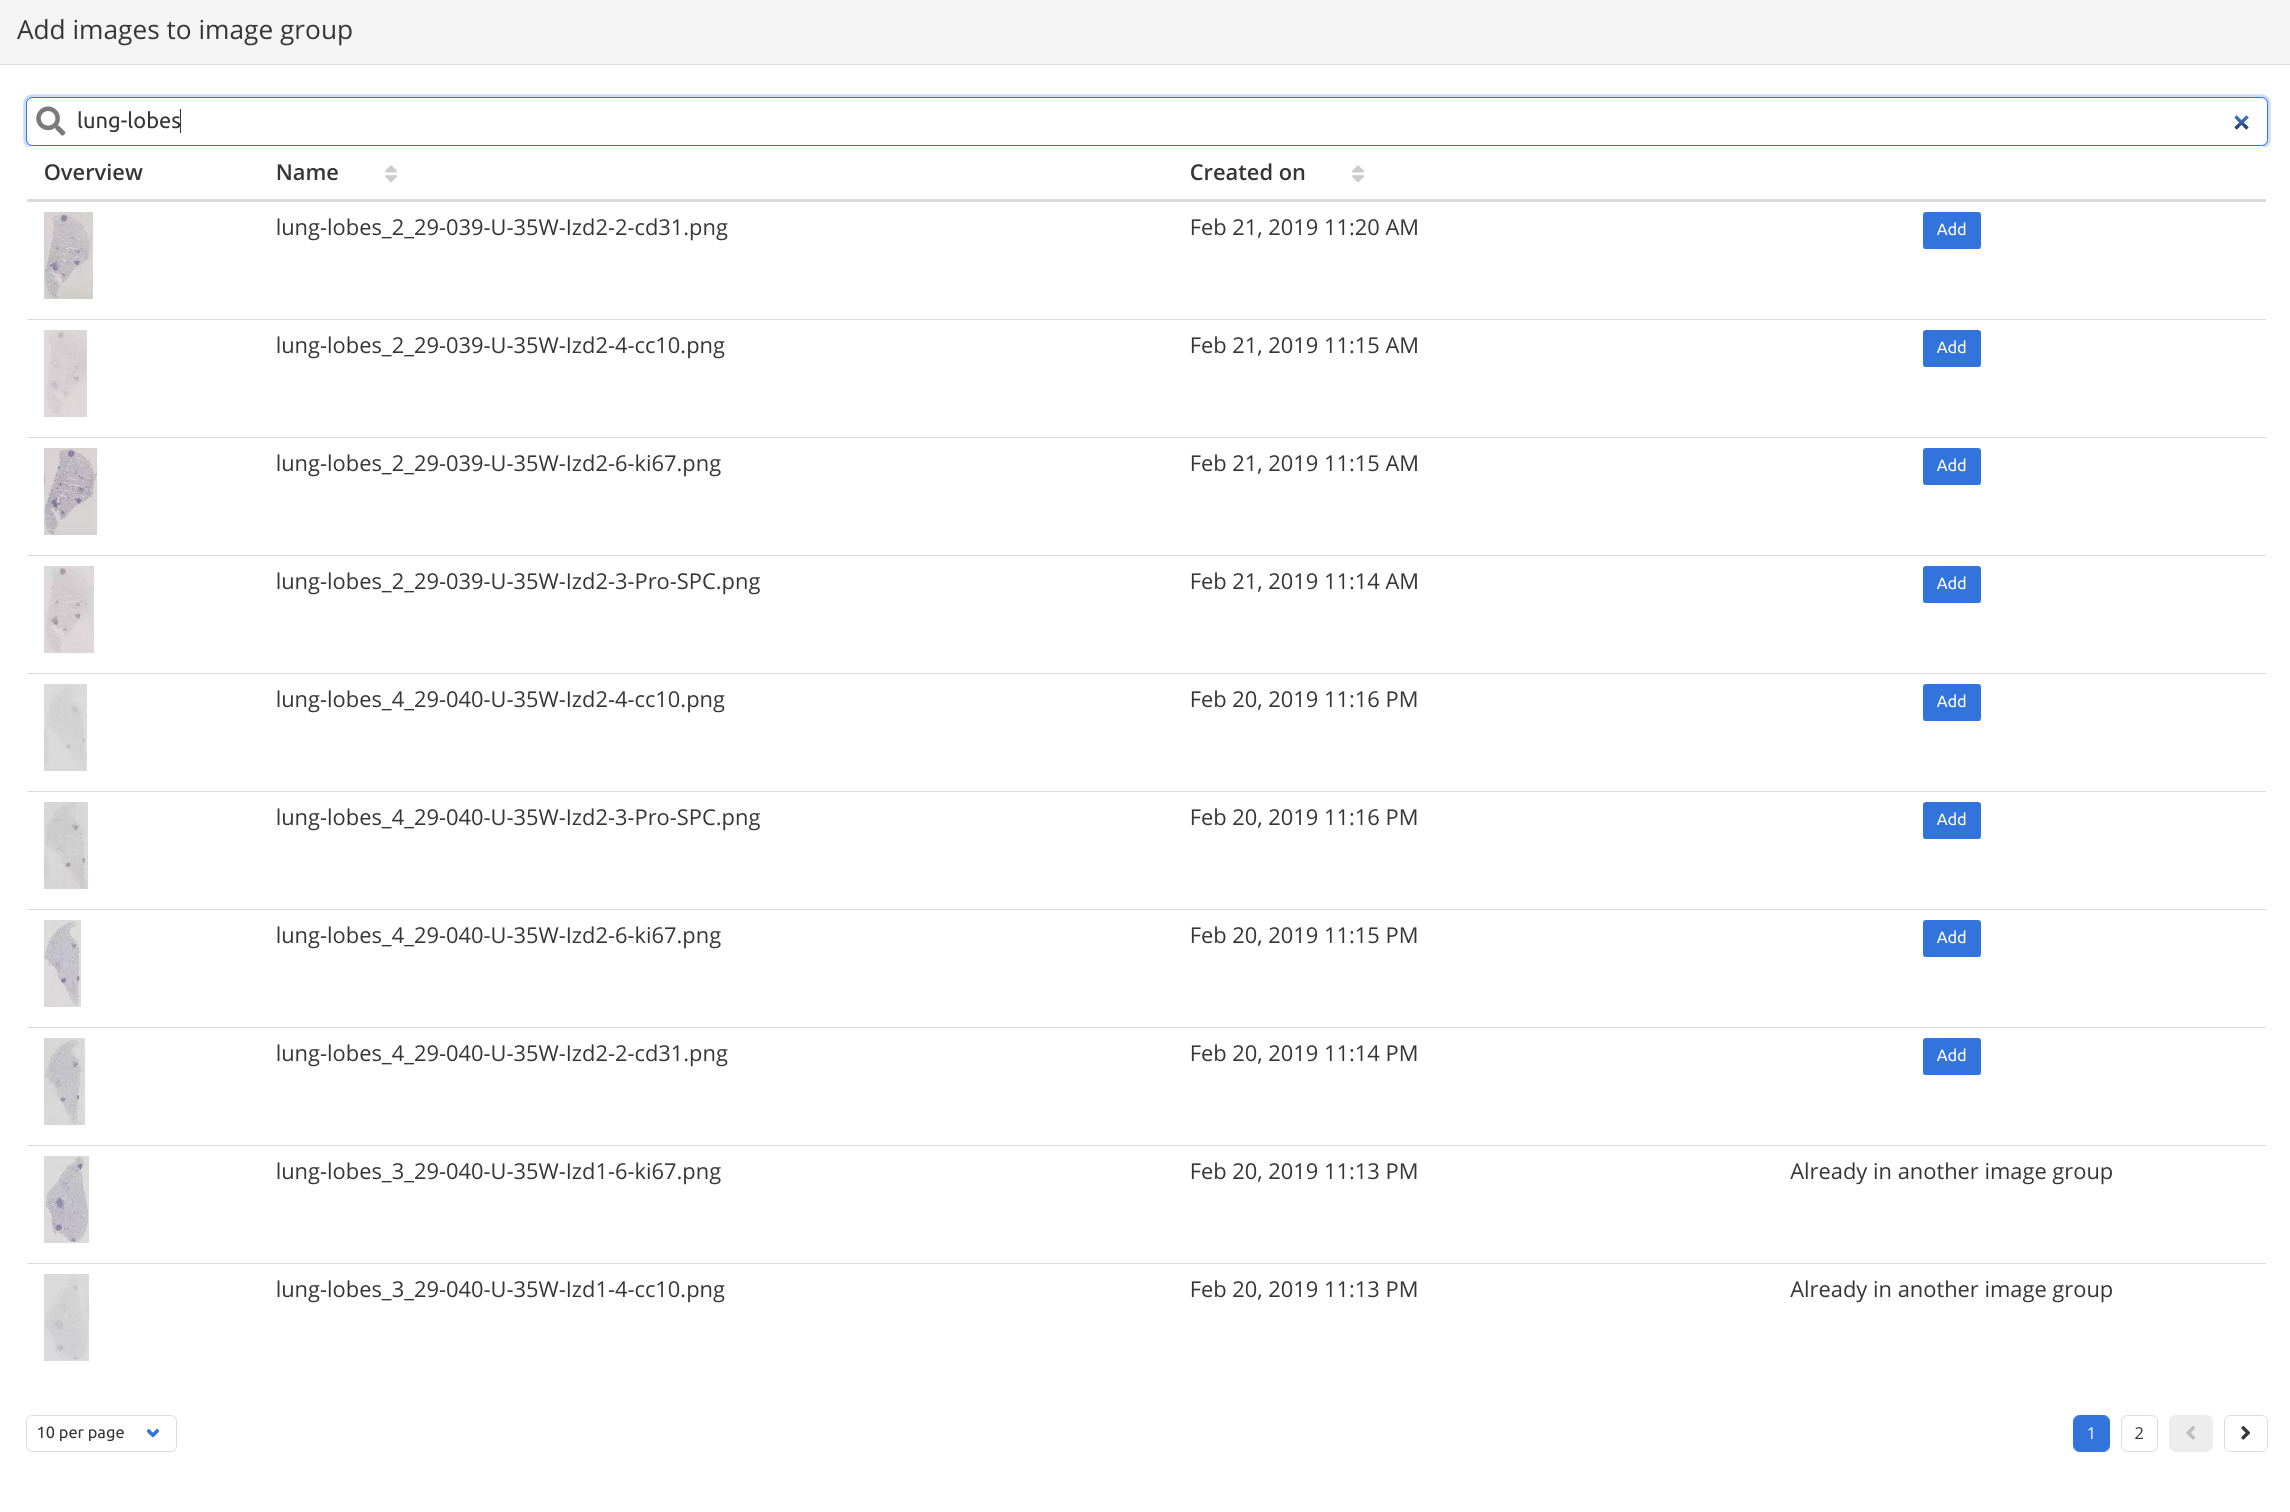 Add images to image group
lung-lobes
Overview Name Created on
lung-lobes_2_29-039-U-35W-Izd2-2-cd31.png Feb 21, 2019 11:20 AM Add
lung-lobes_2_29-039-U-35W-Izd2-4-cc10.png Feb 21, 2019 11:15 AM Add
lung-lobes_2_29-039-U-35W-Izd2-6-ki67.png Feb 21, 2019 11:15 AM Add
lung-lobes_2_29-039-U-35W-Izd2-3-Pro-SPC.png Feb 21, 2019 11:14 AM Add
lung-lobes_4_29-040-U-35W-Izd2-4-cc10.png Feb 20, 2019 11:16 PM Add
lung-lobes_4_29-040-U-35W-Izd2-3-Pro-SPC.png Feb 20, 2019 11:16 PM Add
lung-lobes_4_29-040-U-35W-Izd2-6-ki67.png Feb 20, 2019 11:15 PM Add
lung-lobes_4_29-040-U-35W-Izd2-2-cd31.png Feb 20, 2019 11:14 PM Add
lung-lobes_3_29-040-U-35W-Izd1-6-ki67.png Feb 20, 2019 11:13 PM Already in another image group
lung-lobes_3_29-040-U-35W-Izd1-4-cc10.png Feb 20, 2019 11:13 PM Already in another image group
10 per page 1 2